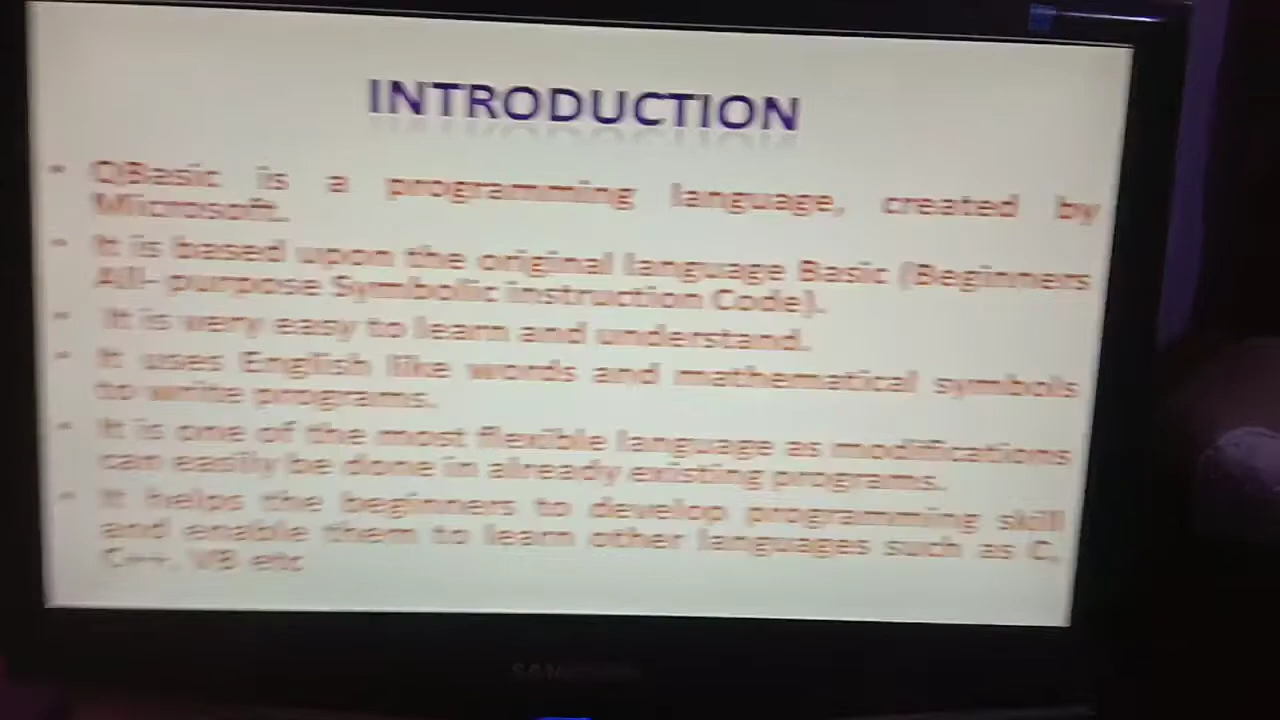 INTRODUCTION
- QBasic is a programming language, created by
Microsoft.
- It is based upon the original language Basic (Beginners
All- purpose Symbolic instruction Code).
- It is very easy to learn and understand.
- It uses English like words and mathematical symbols
to write programs.
- It is one of the most flexible language as modifications
can easily be done in already existing programs.
- It helps the beginners to develop programming skill
and enable them to learn other languages such as C,
C++, VB etc
SAMSUNG